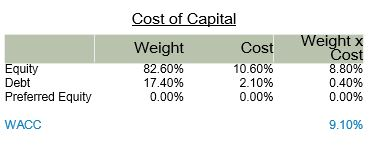 Cost of Capital
Weight Cost Weight x Cost
Equity 82.60% 10.60% 8.80%
Debt 17.40% 2.10% 0.40%
Preferred Equity 0.00% 0.00% 0.00%
WACC 9.10%